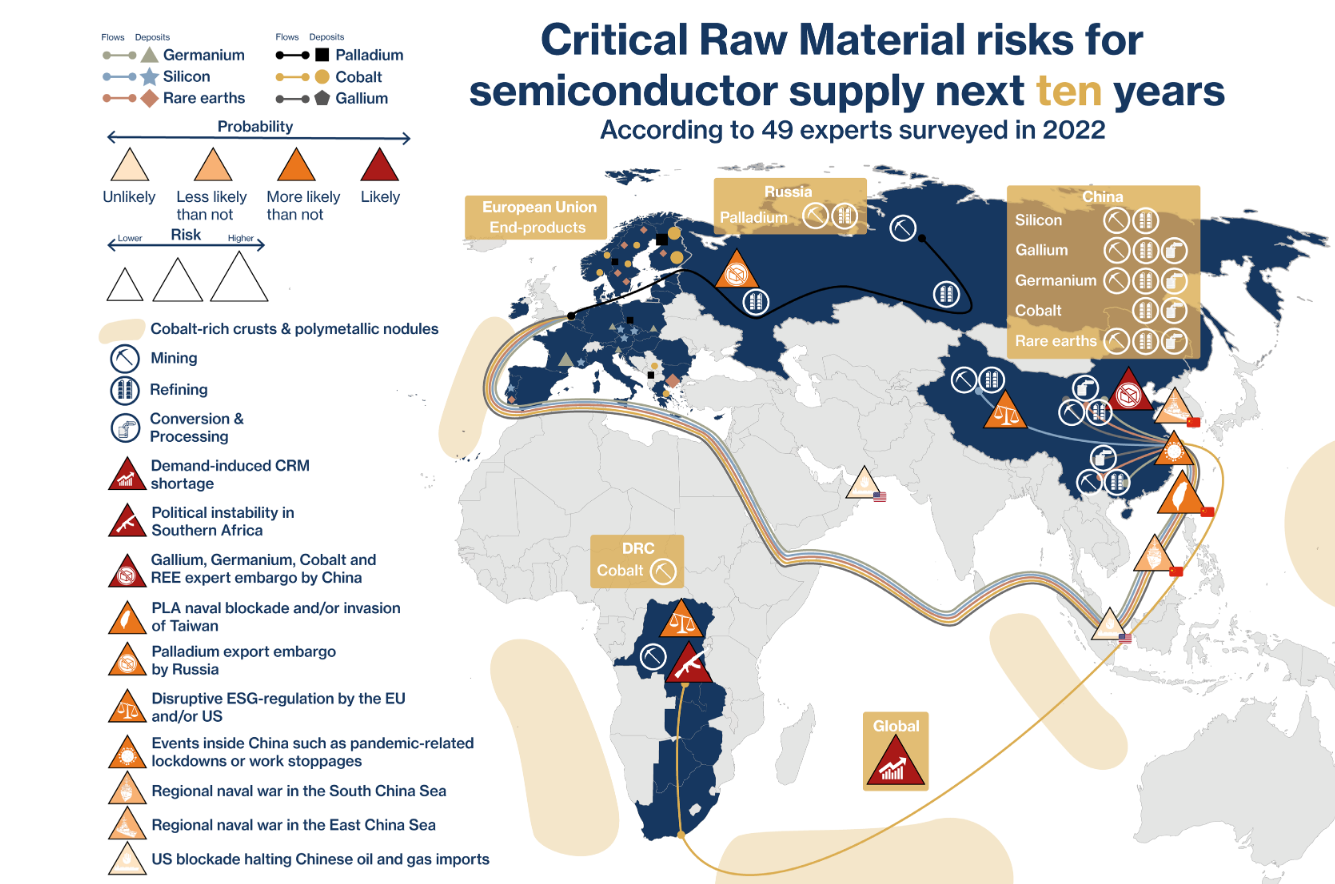 Critical Raw Material risks for
semiconductor supply next ten years
According to 49 experts surveyed in 2022
Flows Deposits
Germanium
Silicon
Rare earths
Flows Deposits
Palladium
Cobalt
Gallium
Probability
Unlikely
Less likely
than not
More likely
than not
Likely
Lower Risk Higher
Cobalt-rich crusts & polymetallic nodules
Mining
Refining
Conversion &
Processing
Demand-induced CRM
shortage
Political instability in
Southern Africa
Gallium, Germanium, Cobalt and
REE expert embargo by China
PLA naval blockade and/or invasion
of Taiwan
Palladium export embargo
by Russia
Disruptive ESG-regulation by the EU
and/or US
Events inside China such as pandemic-related
lockdowns or work stoppages
Regional naval war in the South China Sea
Regional naval war in the East China Sea
US blockade halting Chinese oil and gas imports
European Union
End-products
Russia
Palladium
China
Silicon
Gallium
Germanium
Cobalt
Rare earths
DRC
Cobalt
Global